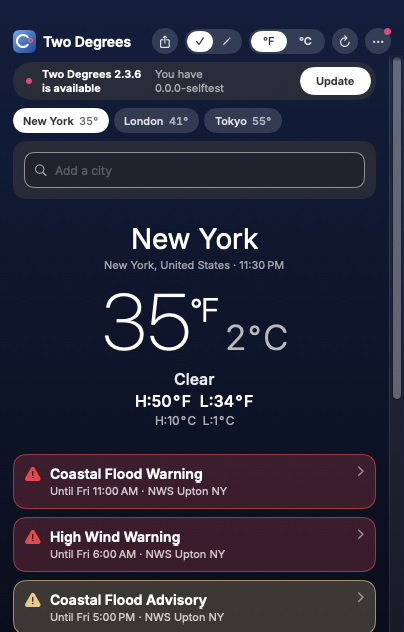 Two Degrees
°F
°C
Two Degrees 2.3.6
is available
You have
0.0.0-selftest
Update
New York 35°
London 41°
Tokyo 55°
Add a city
New York
New York, United States · 11:30 PM
35°F 2°C
Clear
H:50°F L:34°F
H:10°C L:1°C
Coastal Flood Warning
Until Fri 11:00 AM · NWS Upton NY
High Wind Warning
Until Fri 6:00 AM · NWS Upton NY
Coastal Flood Advisory
Until Fri 5:00 PM · NWS Upton NY